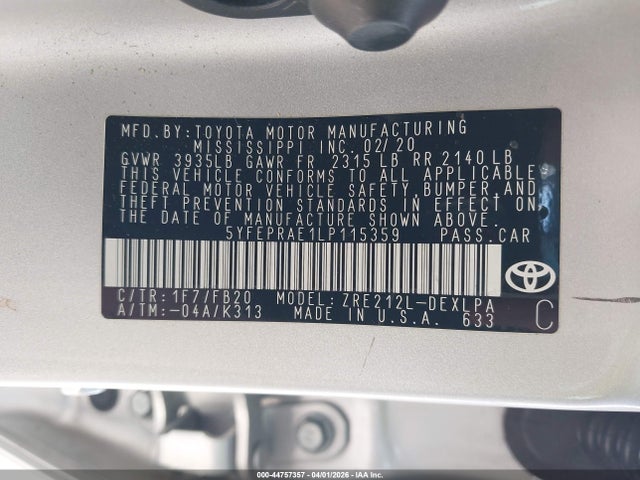 MFD. BY: TOYOTA MOTOR MANUFACTURING
MISSISSIPPI INC. 02/20
GVWR 3935LB GAWR FR 2315 LB RR 2140 LB
THIS VEHICLE CONFORMS TO ALL APPLICABLE
FEDERAL MOTOR VEHICLE SAFETY, BUMPER, AND
THEFT PREVENTION STANDARDS IN EFFECT ON
THE DATE OF MANUFACTURE SHOWN ABOVE.
5YFEPRAE1LP115359 PASS. CAR
C/TR: 1F7/FB20 MODEL: ZRE212L-DEXLPA
A/TM: -04A/K313 MADE IN U.S.A. 633 C
000-44757357 | 04/01/2026 | IAA Inc.